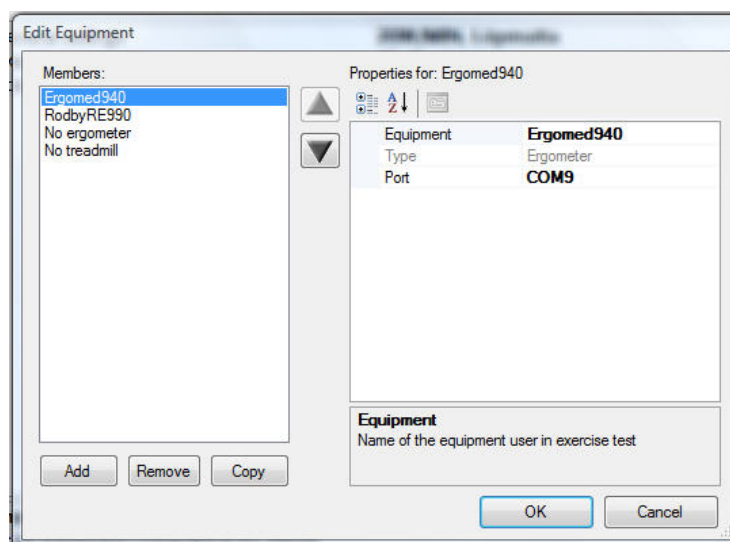 Edit Equipment
Members:
Ergomed940
RodbyRE990
No ergometer
No treadmill
Add Remove Copy
Properties for: Ergomed940
Equipment Ergomed940
Type Ergometer
Port COM9
Equipment
Name of the equipment user in exercise test
OK Cancel